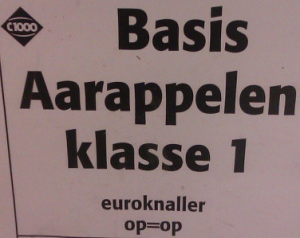 C1000
Basis
Aarappelen
klasse 1
euroknaller
op=op